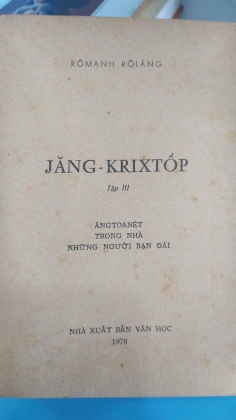 RÔMANH RÔLĂNG
JĂNG-KRIXTỐP
Tập III
ĂNGTOANÉT
TRONG NHÀ
NHỮNG NGƯỜI BẠN GÁI
NHÀ XUẤT BẢN VĂN HỌC
1978